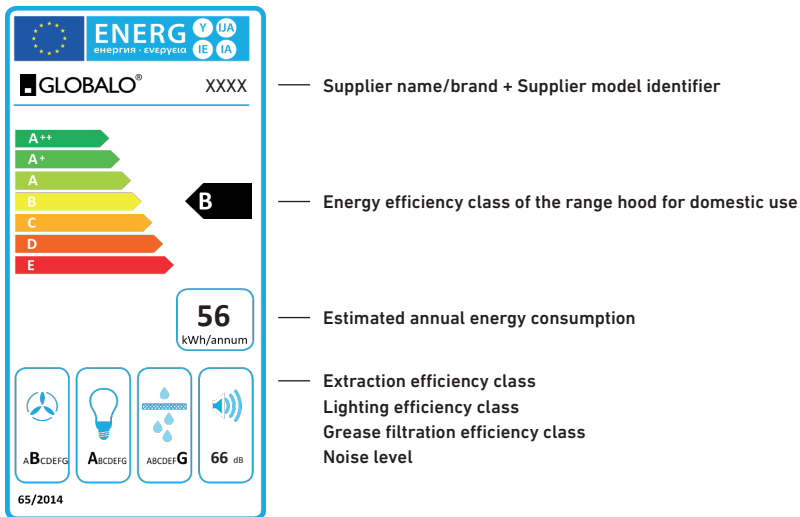 ENERG Y IJA
енергия · ενεργεια IE IA
GLOBALO® XXXX
Supplier name/brand + Supplier model identifier
A++
A+
A
B
B
Energy efficiency class of the range hood for domestic use
C
D
E
56
kWh/annum
Estimated annual energy consumption
Extraction efficiency class
Lighting efficiency class
Grease filtration efficiency class
Noise level
ABCDEFG
ABCDEFG
ABCDEFG
66 dB
65/2014